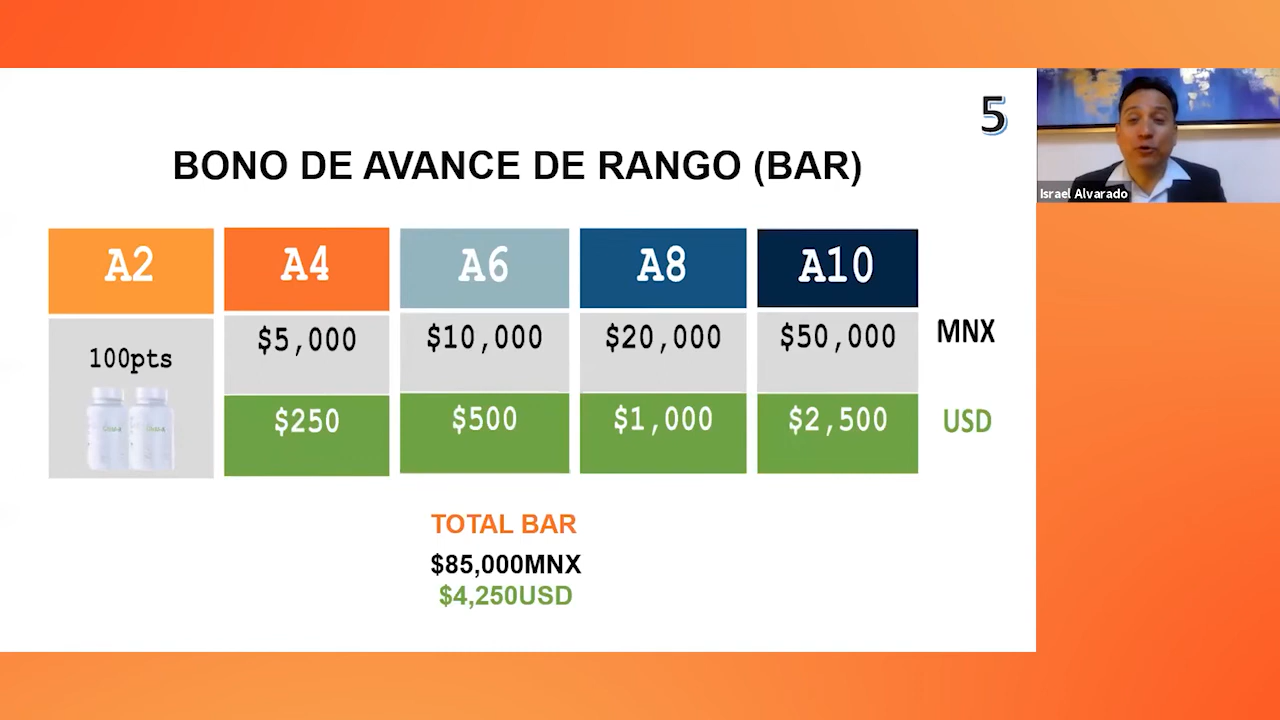 5
BONO DE AVANCE DE RANGO (BAR)
Israel Alvarado
A2 A4 A6 A8 A10
100pts $5,000 $10,000 $20,000 $50,000 MNX
$250 $500 $1,000 $2,500 USD
TOTAL BAR
$85,000MNX
$4,250USD